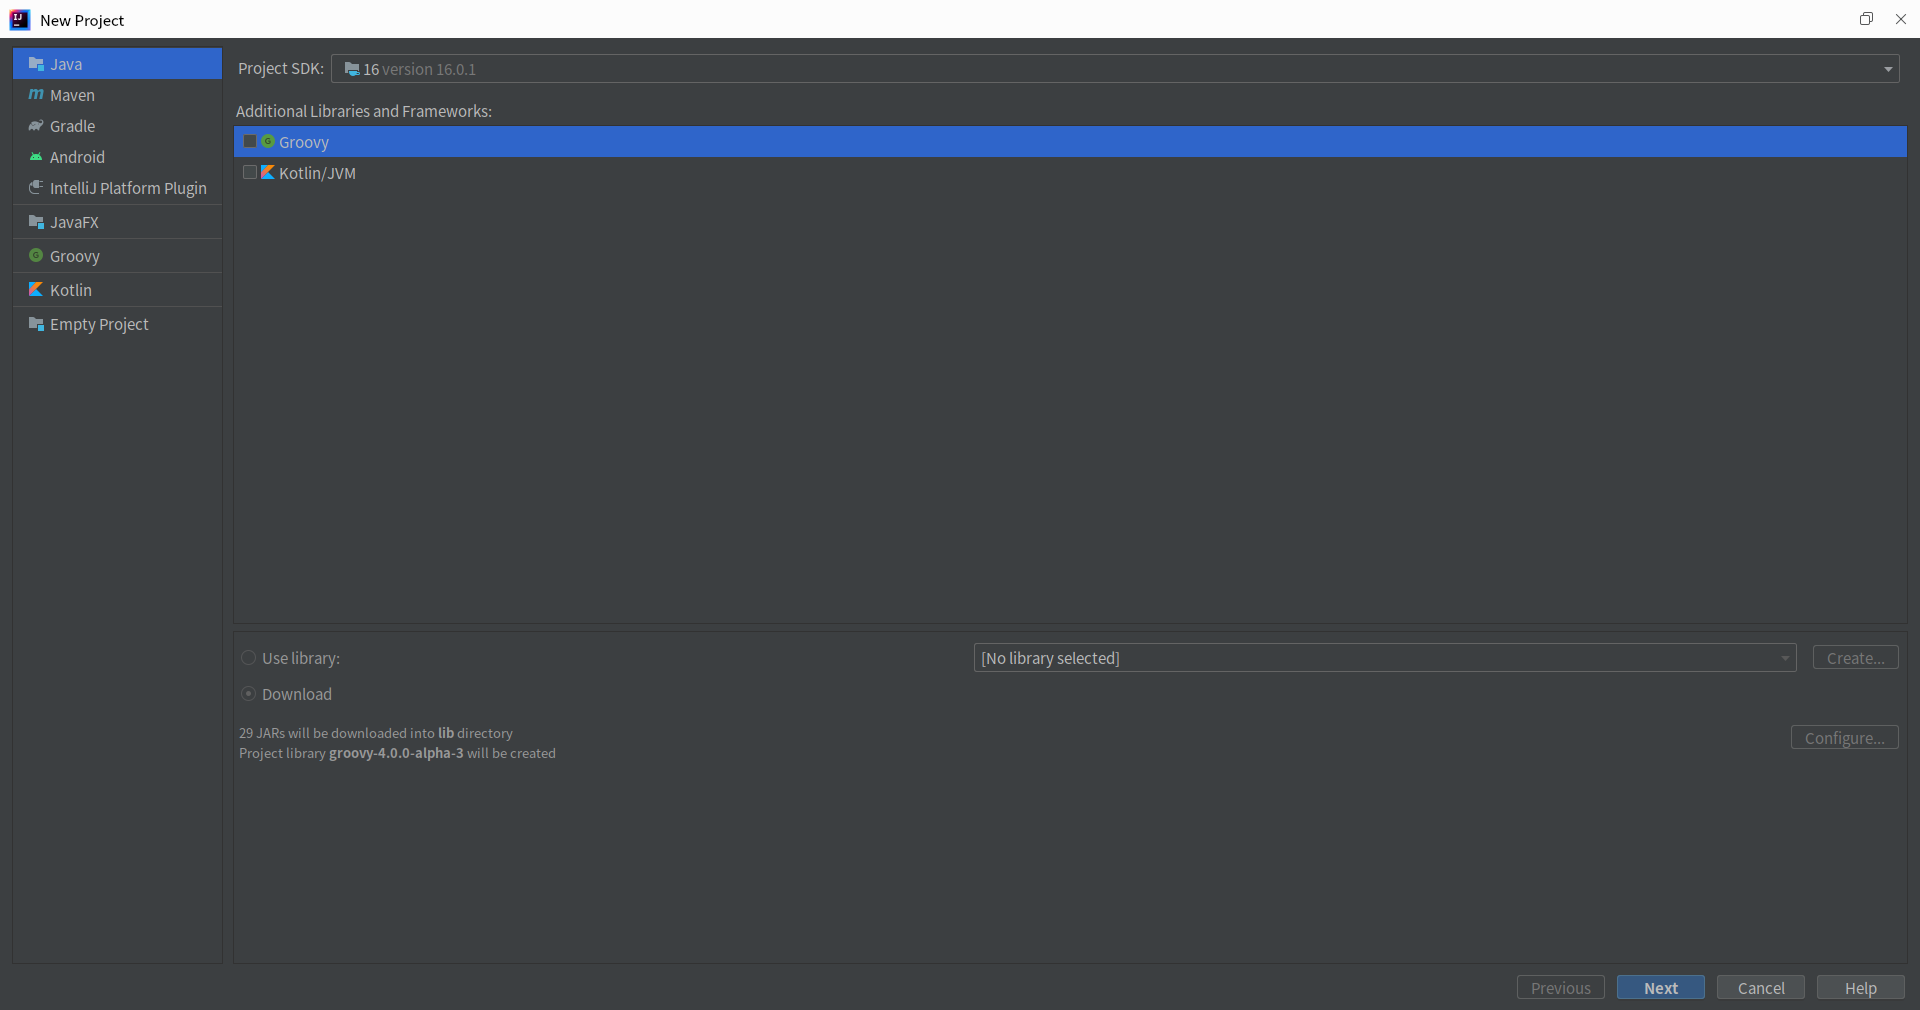 New Project
Java
Maven
Gradle
Android
IntelliJ Platform Plugin
JavaFX
Groovy
Kotlin
Empty Project
Project SDK: 16 version 16.0.1
Additional Libraries and Frameworks:
Groovy
Kotlin/JVM
Use library: [No library selected] Create...
Download
29 JARs will be downloaded into lib directory
Project library groovy-4.0.0-alpha-3 will be created
Configure...
Previous Next Cancel Help